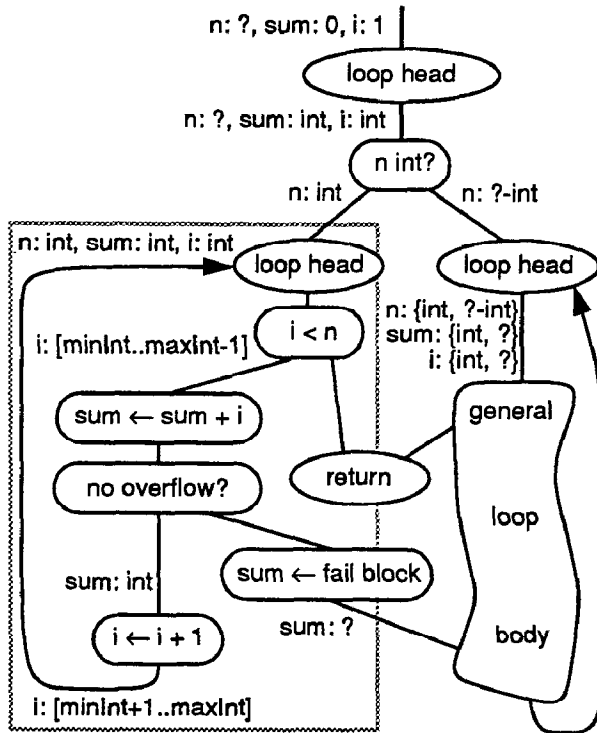 n: ?, sum: 0, i: 1
loop head
n: ?, sum: int, i: int
n int?
n: int
n: ?-int
n: int, sum: int, i: int
loop head
loop head
i: [minInt..maxInt-1]
i < n
n: {int, ?-int}
sum: {int, ?}
i: {int, ?}
sum ← sum + i
general
no overflow?
return
loop
sum: int
sum ← fail block
i ← i + 1
sum: ?
body
i: [minInt+1..maxInt]